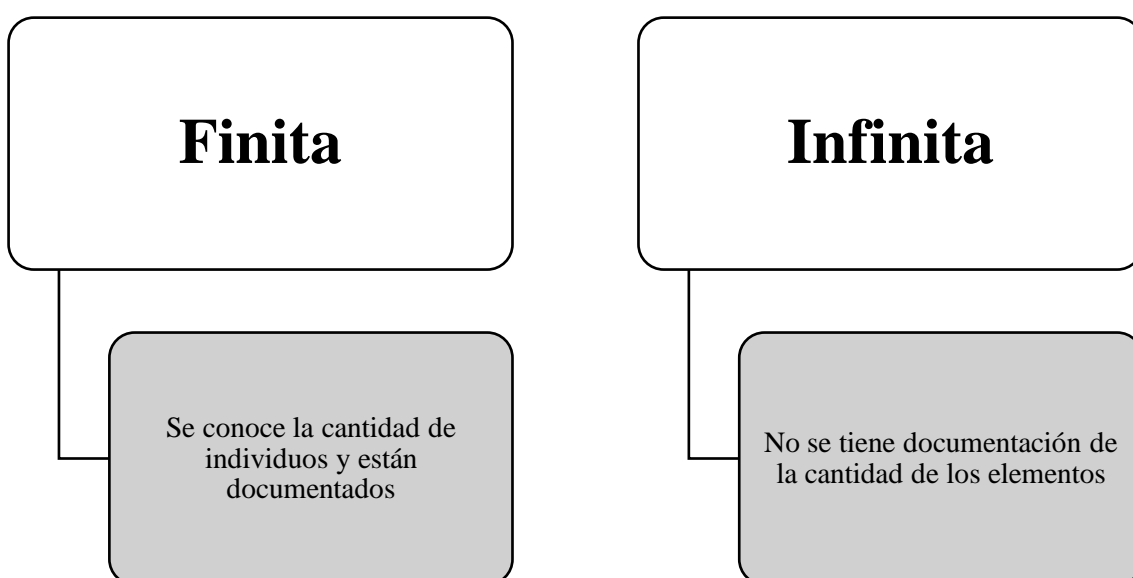 Finita
Se conoce la cantidad de
individuos y están
documentados
Infinita
No se tiene documentación de
la cantidad de los elementos